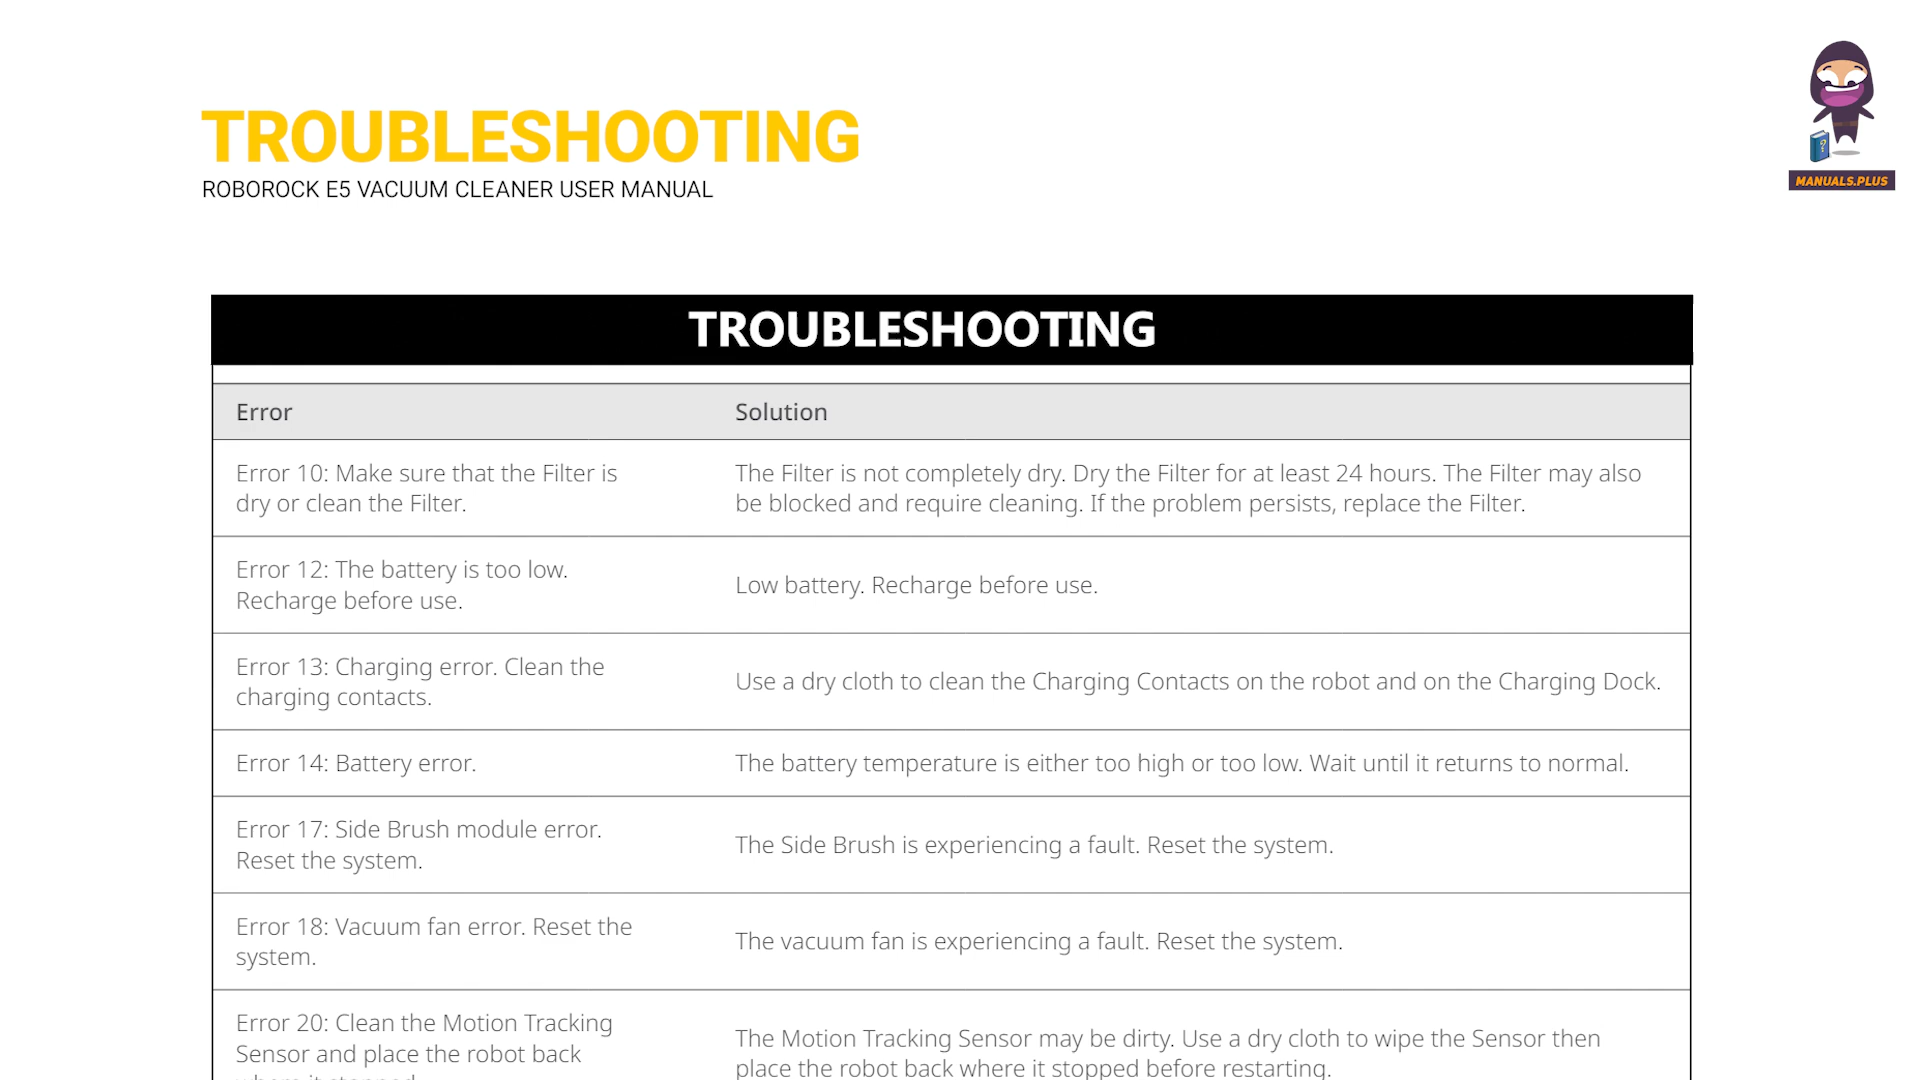 TROUBLESHOOTING
ROBOROCK E5 VACUUM CLEANER USER MANUAL
?
MANUALS.PLUS
TROUBLESHOOTING
Error Solution
Error 10: Make sure that the Filter is
dry or clean the Filter.
The Filter is not completely dry. Dry the Filter for at least 24 hours. The Filter may also
be blocked and require cleaning. If the problem persists, replace the Filter.
Error 12: The battery is too low.
Recharge before use.
Low battery. Recharge before use.
Error 13: Charging error. Clean the
charging contacts.
Use a dry cloth to clean the Charging Contacts on the robot and on the Charging Dock.
Error 14: Battery error.
The battery temperature is either too high or too low. Wait until it returns to normal.
Error 17: Side Brush module error.
Reset the system.
The Side Brush is experiencing a fault. Reset the system.
Error 18: Vacuum fan error. Reset the
system.
The vacuum fan is experiencing a fault. Reset the system.
Error 20: Clean the Motion Tracking
Sensor and place the robot back
The Motion Tracking Sensor may be dirty. Use a dry cloth to wipe the Sensor then
place the robot back where it stopped before restarting.